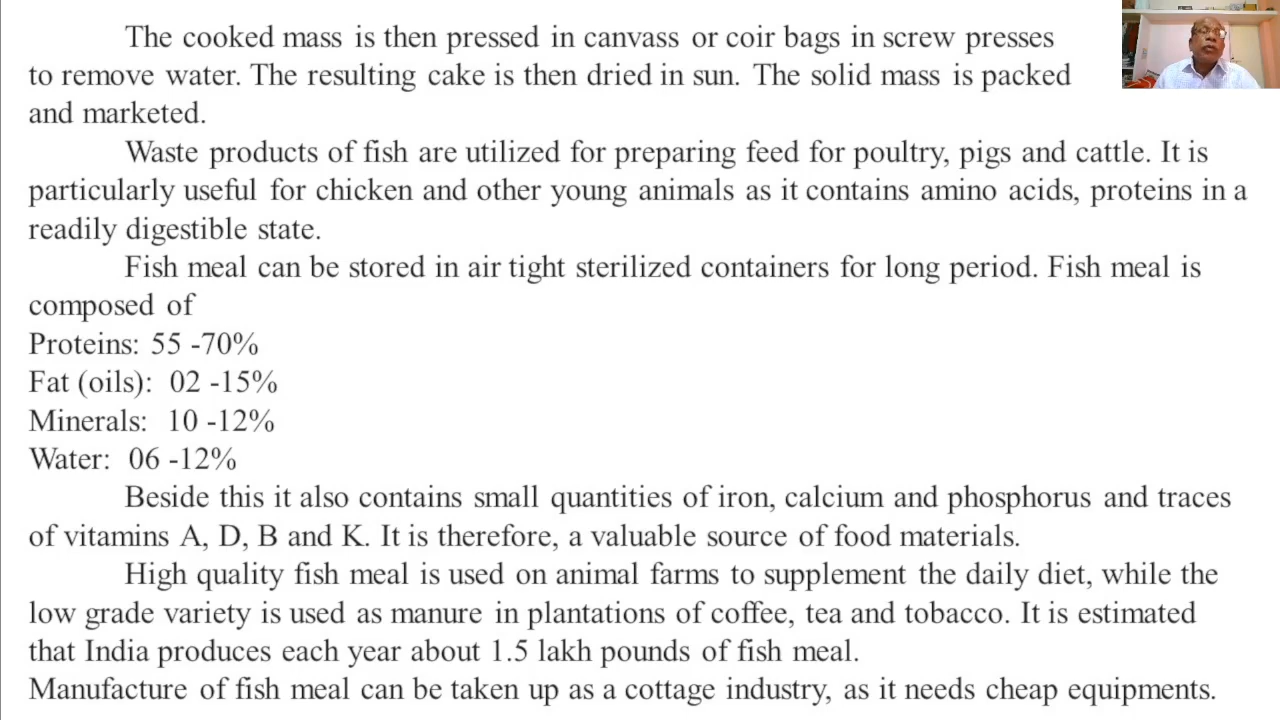 The cooked mass is then pressed in canvass or coir bags in screw presses
to remove water. The resulting cake is then dried in sun. The solid mass is packed
and marketed.
Waste products of fish are utilized for preparing feed for poultry, pigs and cattle. It is
particularly useful for chicken and other young animals as it contains amino acids, proteins in a
readily digestible state.
Fish meal can be stored in air tight sterilized containers for long period. Fish meal is
composed of
Proteins: 55 -70%
Fat (oils): 02 -15%
Minerals: 10 -12%
Water: 06 -12%
Beside this it also contains small quantities of iron, calcium and phosphorus and traces
of vitamins A, D, B and K. It is therefore, a valuable source of food materials.
High quality fish meal is used on animal farms to supplement the daily diet, while the
low grade variety is used as manure in plantations of coffee, tea and tobacco. It is estimated
that India produces each year about 1.5 lakh pounds of fish meal.
Manufacture of fish meal can be taken up as a cottage industry, as it needs cheap equipments.